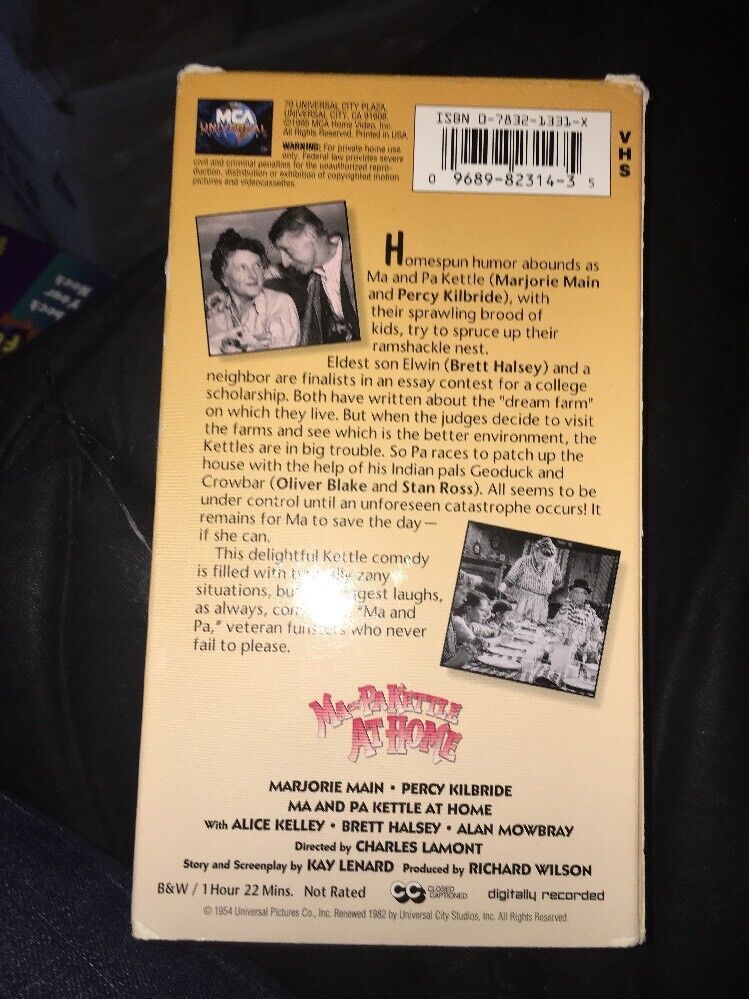 MCA
UNIVERSAL
70 UNIVERSAL CITY PLAZA,
UNIVERSAL CITY, CA 91608.
MCA Home Video, Inc.
All Rights Reserved. Printed in USA
WARNING: For private home use
only. Federal law provides severe
civil and criminal penalties for the unauthorized repro-
duction, distribution or exhibition of copyrighted motion
pictures and videocassettes.
ISBN 0-7832-1331-X
0 9689-82314-3 5
VHS
Homespun humor abounds as
Ma and Pa Kettle (Marjorie Main
and Percy Kilbride), with
their sprawling brood of
kids, try to spruce up their
ramshackle nest.
Eldest son Elwin (Brett Halsey) and a
neighbor are finalists in an essay contest for a college
scholarship. Both have written about the "dream farm"
on which they live. But when the judges decide to visit
the farms and see which is the better environment, the
Kettles are in big trouble. So Pa races to patch up the
house with the help of his Indian pals Geoduck and
Crowbar (Oliver Blake and Stan Ross). All seems to be
under control until an unforeseen catastrophe occurs! It
remains for Ma to save the day—
if she can.
This delightful Kettle comedy
is filled with zany
situations, laughs,
as always, "Ma and
Pa," veteran funsters who never
fail to please.
MA AND PA KETTLE
AT HOME
MARJORIE MAIN • PERCY KILBRIDE
MA AND PA KETTLE AT HOME
With ALICE KELLEY • BRETT HALSEY • ALAN MOWBRAY
Directed by CHARLES LAMONT
Story and Screenplay by KAY LENARD Produced by RICHARD WILSON
B&W / 1 Hour 22 Mins. Not Rated CC CLOSED CAPTIONED digitally recorded
© 1954 Universal Pictures Co., Inc. Renewed 1982 by Universal City Studios, Inc. All Rights Reserved.